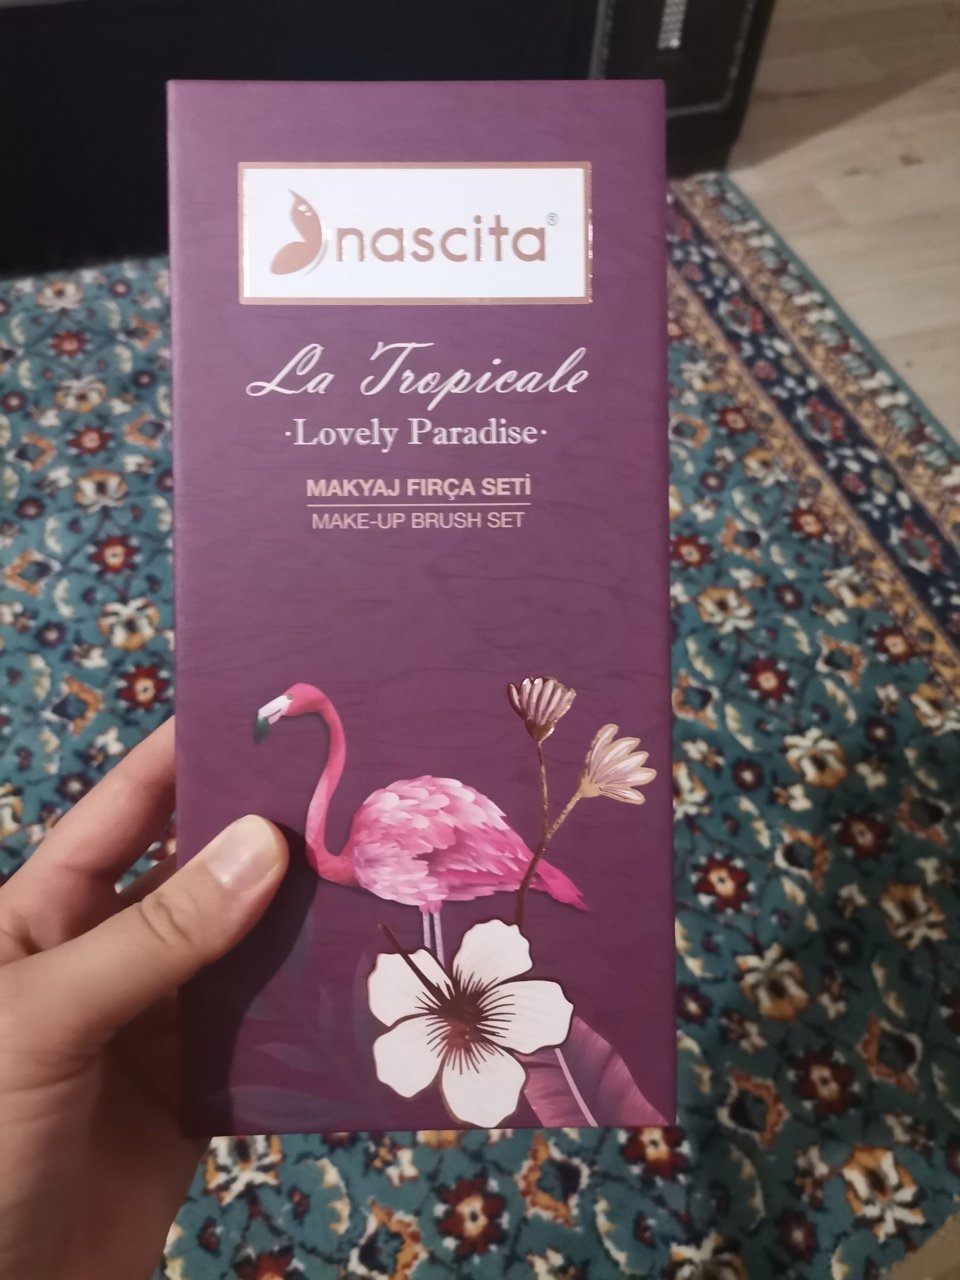 nascita®
La Tropicale
·Lovely Paradise·
MAKYAJ FIRÇA SETİ
MAKE-UP BRUSH SET